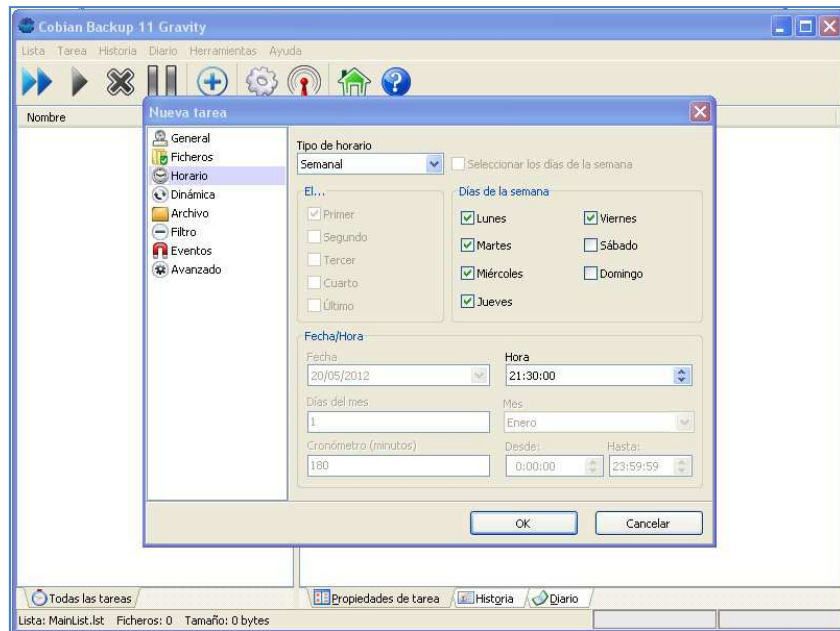 Cobian Backup 11 Gravity
Lista Tarea Historia Diario Herramientas Ayuda
Nombre
Nueva tarea
General
Ficheros
Horario
Dinámica
Archivo
Filtro
Eventos
Avanzado
Tipo de horario
Semanal
Seleccionar los días de la semana
El...
Primer
Segundo
Tercer
Cuarto
Último
Días de la semana
Lunes
Martes
Miércoles
Jueves
Viernes
Sábado
Domingo
Fecha/Hora
Fecha
20/05/2012
Hora
21:30:00
Días del mes
1
Mes
Enero
Cronómetro (minutos)
180
Desde:
0:00:00
Hasta:
23:59:59
OK
Cancelar
Todas las tareas
Propiedades de tarea
Historia
Diario
Lista: MainList.lst Ficheros: 0 Tamaño: 0 bytes